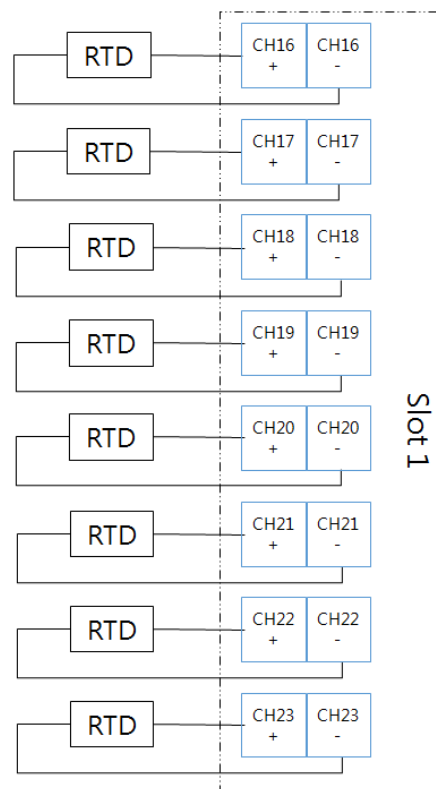 RTD
CH16
+
CH16
-
RTD
CH17
+
CH17
-
RTD
CH18
+
CH18
-
RTD
CH19
+
CH19
-
RTD
CH20
+
CH20
-
RTD
CH21
+
CH21
-
RTD
CH22
+
CH22
-
RTD
CH23
+
CH23
-
Slot 1